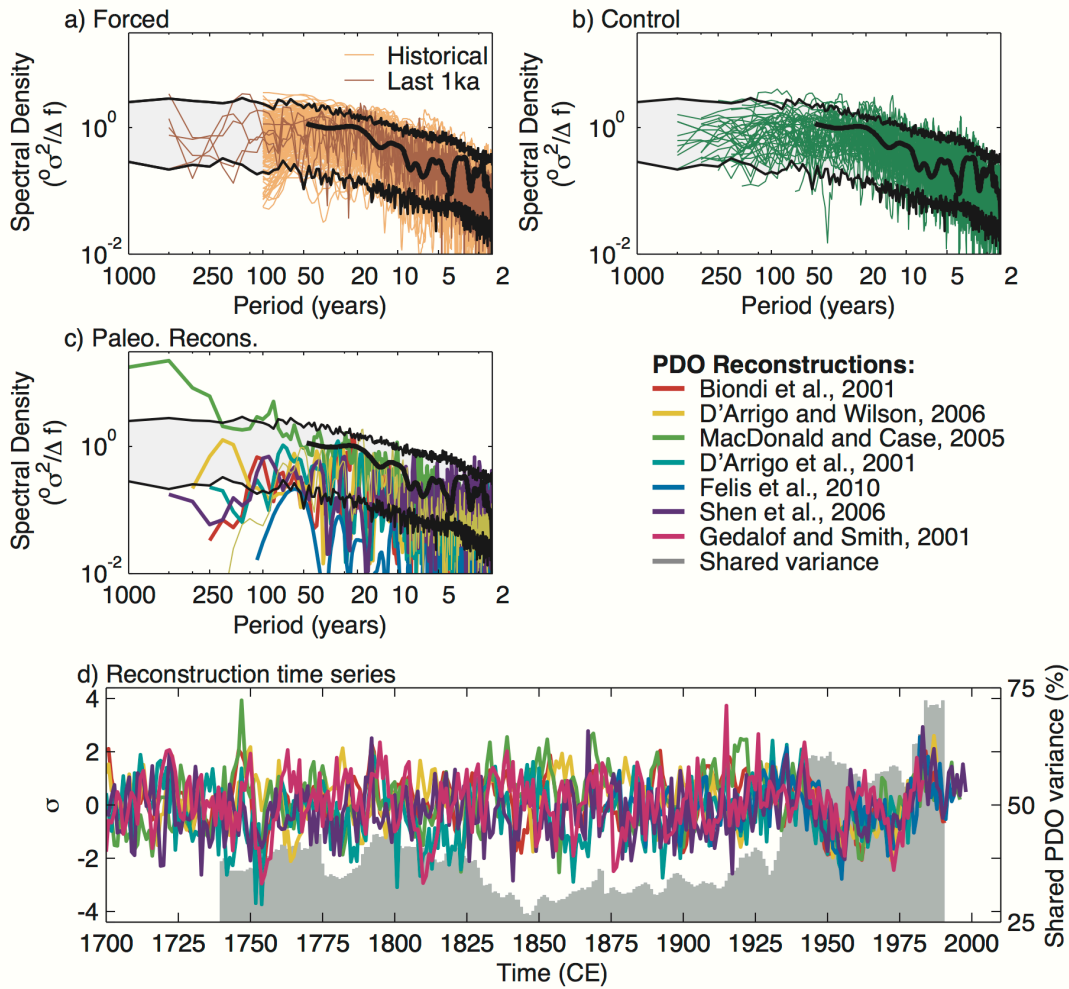 a) Forced
b) Control
Spectral Density
(°σ²/Δ f)
10⁰
10⁻²
Historical
Last 1ka
1000 250 100 50 20 10 5 2
Period (years)
Spectral Density
(°σ²/Δ f)
10⁰
10⁻²
1000 250 100 50 20 10 5 2
Period (years)
c) Paleo. Recons.
Spectral Density
(°σ²/Δ f)
10⁰
10⁻²
1000 250 100 50 20 10 5 2
Period (years)
PDO Reconstructions:
Biondi et al., 2001
D'Arrigo and Wilson, 2006
MacDonald and Case, 2005
D'Arrigo et al., 2001
Felis et al., 2010
Shen et al., 2006
Gedalof and Smith, 2001
Shared variance
d) Reconstruction time series
σ
4
2
0
-2
-4
75
50
25
Shared PDO variance (%)
1700 1725 1750 1775 1800 1825 1850 1875 1900 1925 1950 1975 2000
Time (CE)